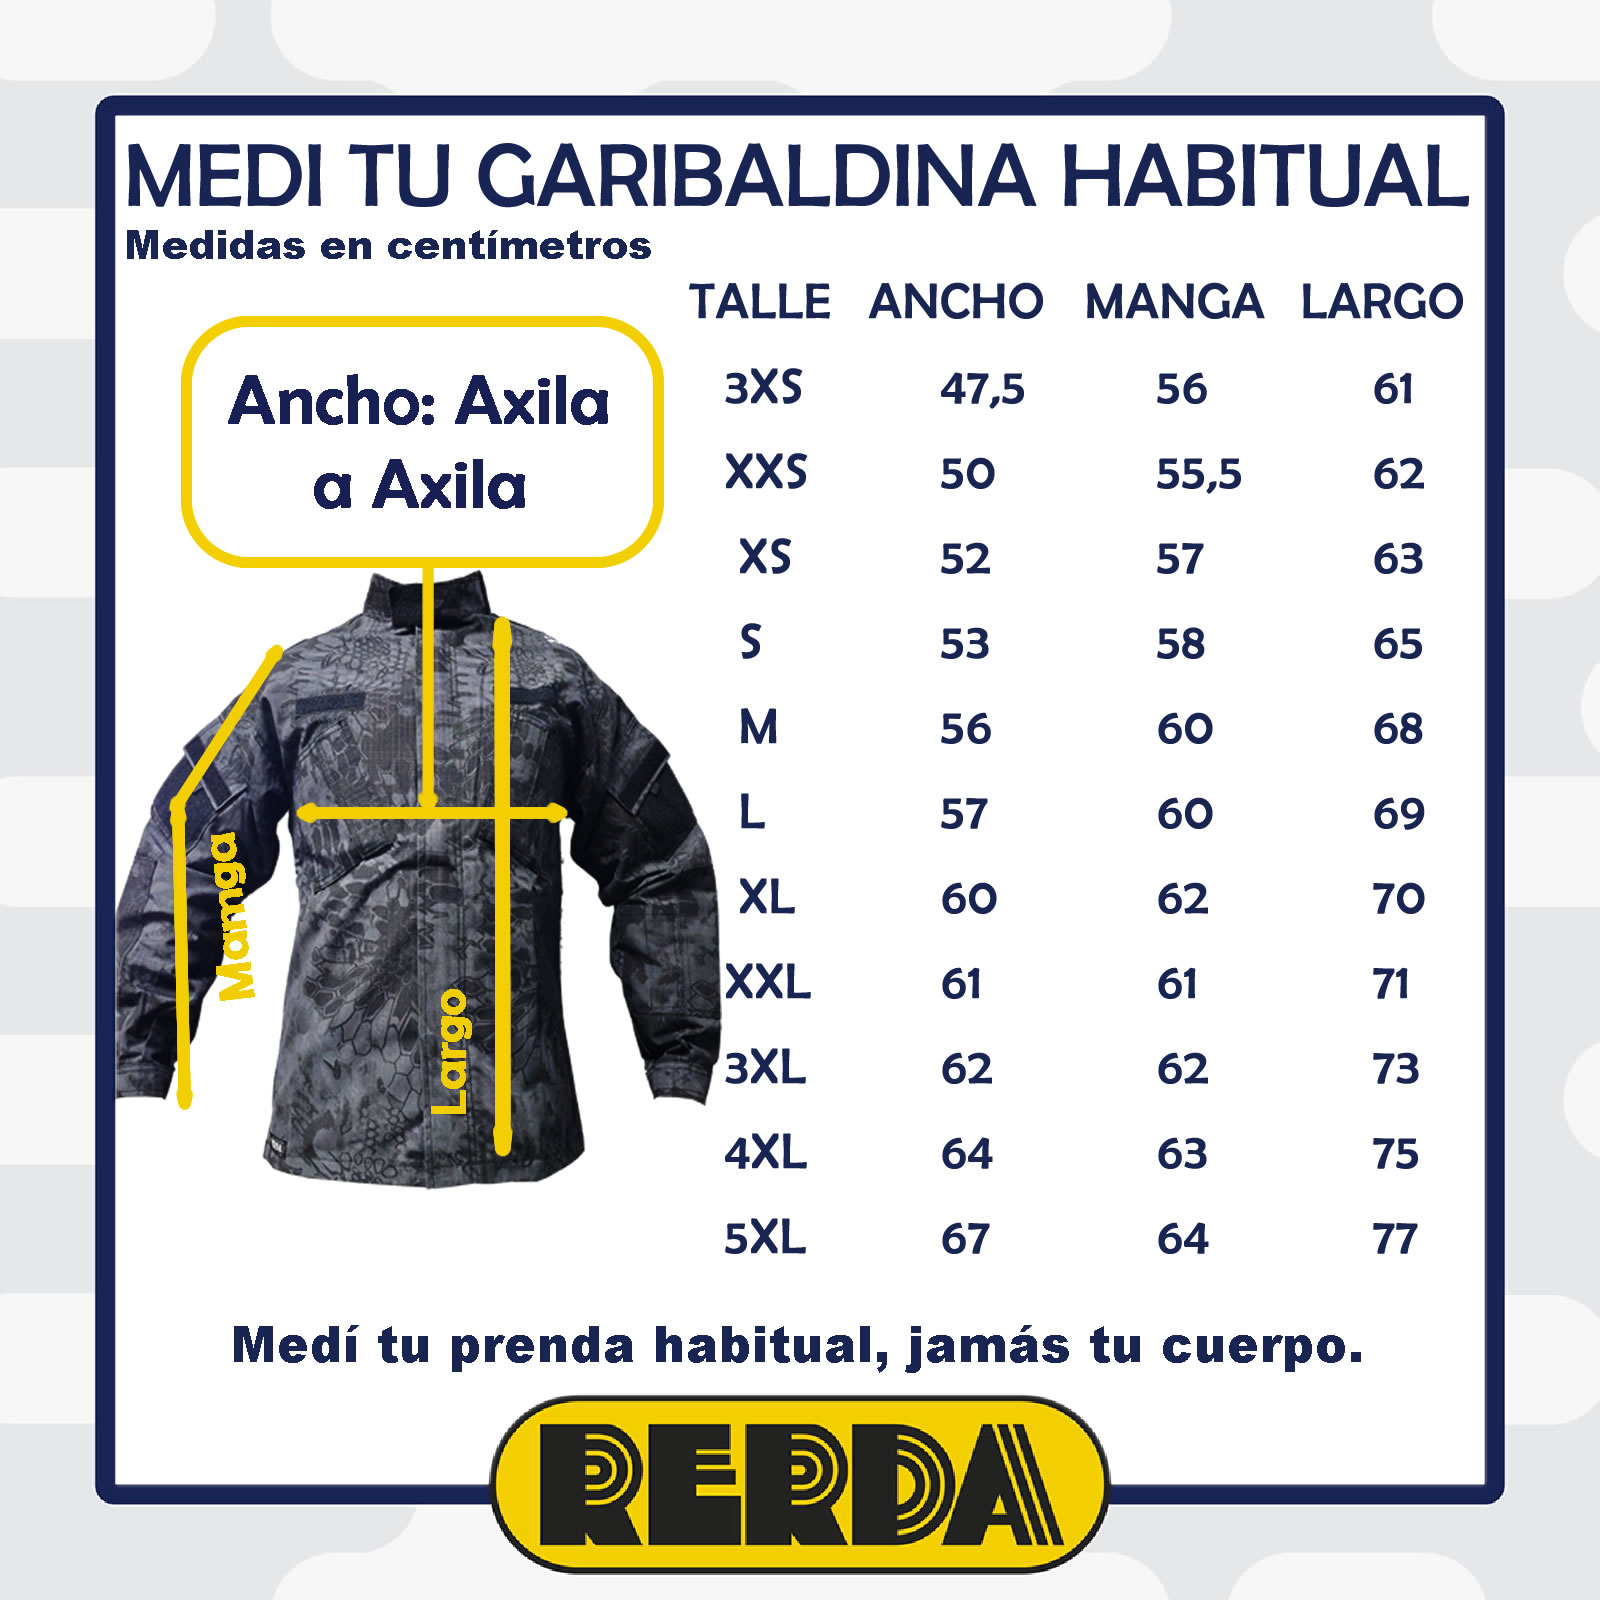 MEDI TU GARIBALDINA HABITUAL
Medidas en centímetros
TALLE ANCHO MANGA LARGO
Ancho: Axila
a Axila
3XS 47,5 56 61
XXS 50 55,5 62
XS 52 57 63
S 53 58 65
M 56 60 68
L 57 60 69
XL 60 62 70
XXL 61 61 71
3XL 62 62 73
4XL 64 63 75
5XL 67 64 77
Manga
Largo
Medí tu prenda habitual, jamás tu cuerpo.
RERDA